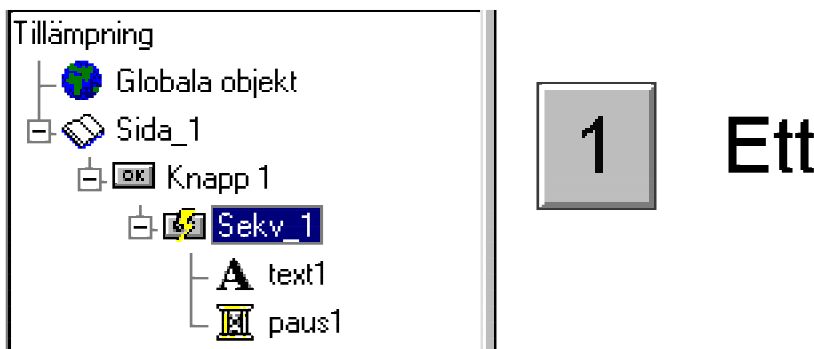 Tillämpning
Globala objekt
Sida_1
OK Knapp 1
Sekv_1
A text1
paus1
1 Ett